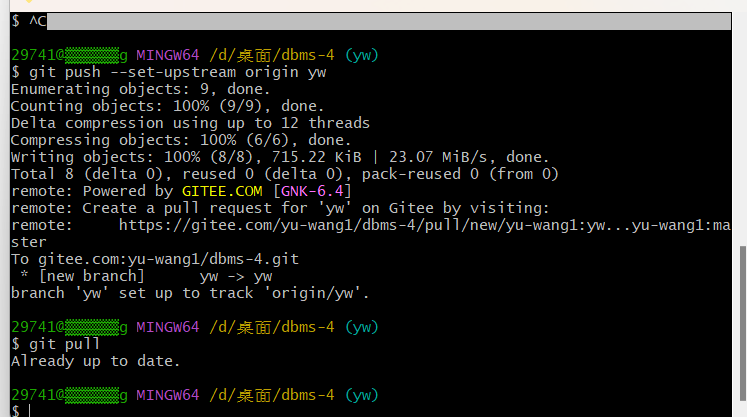 $ ^C
29741@▒▒▒▒▒▒g MINGW64 /d/桌面/dbms-4 (yw)
$ git push --set-upstream origin yw
Enumerating objects: 9, done.
Counting objects: 100% (9/9), done.
Delta compression using up to 12 threads
Compressing objects: 100% (6/6), done.
Writing objects: 100% (8/8), 715.22 KiB | 23.07 MiB/s, done.
Total 8 (delta 0), reused 0 (delta 0), pack-reused 0 (from 0)
remote: Powered by GITEE.COM [GNK-6.4]
remote: Create a pull request for 'yw' on Gitee by visiting:
remote:     https://gitee.com/yu-wang1/dbms-4/pull/new/yu-wang1:yw...yu-wang1:ma
ster
To gitee.com:yu-wang1/dbms-4.git
 * [new branch]      yw -> yw
branch 'yw' set up to track 'origin/yw'.
29741@▒▒▒▒▒▒g MINGW64 /d/桌面/dbms-4 (yw)
$ git pull
Already up to date.
29741@▒▒▒▒▒▒g MINGW64 /d/桌面/dbms-4 (yw)
$